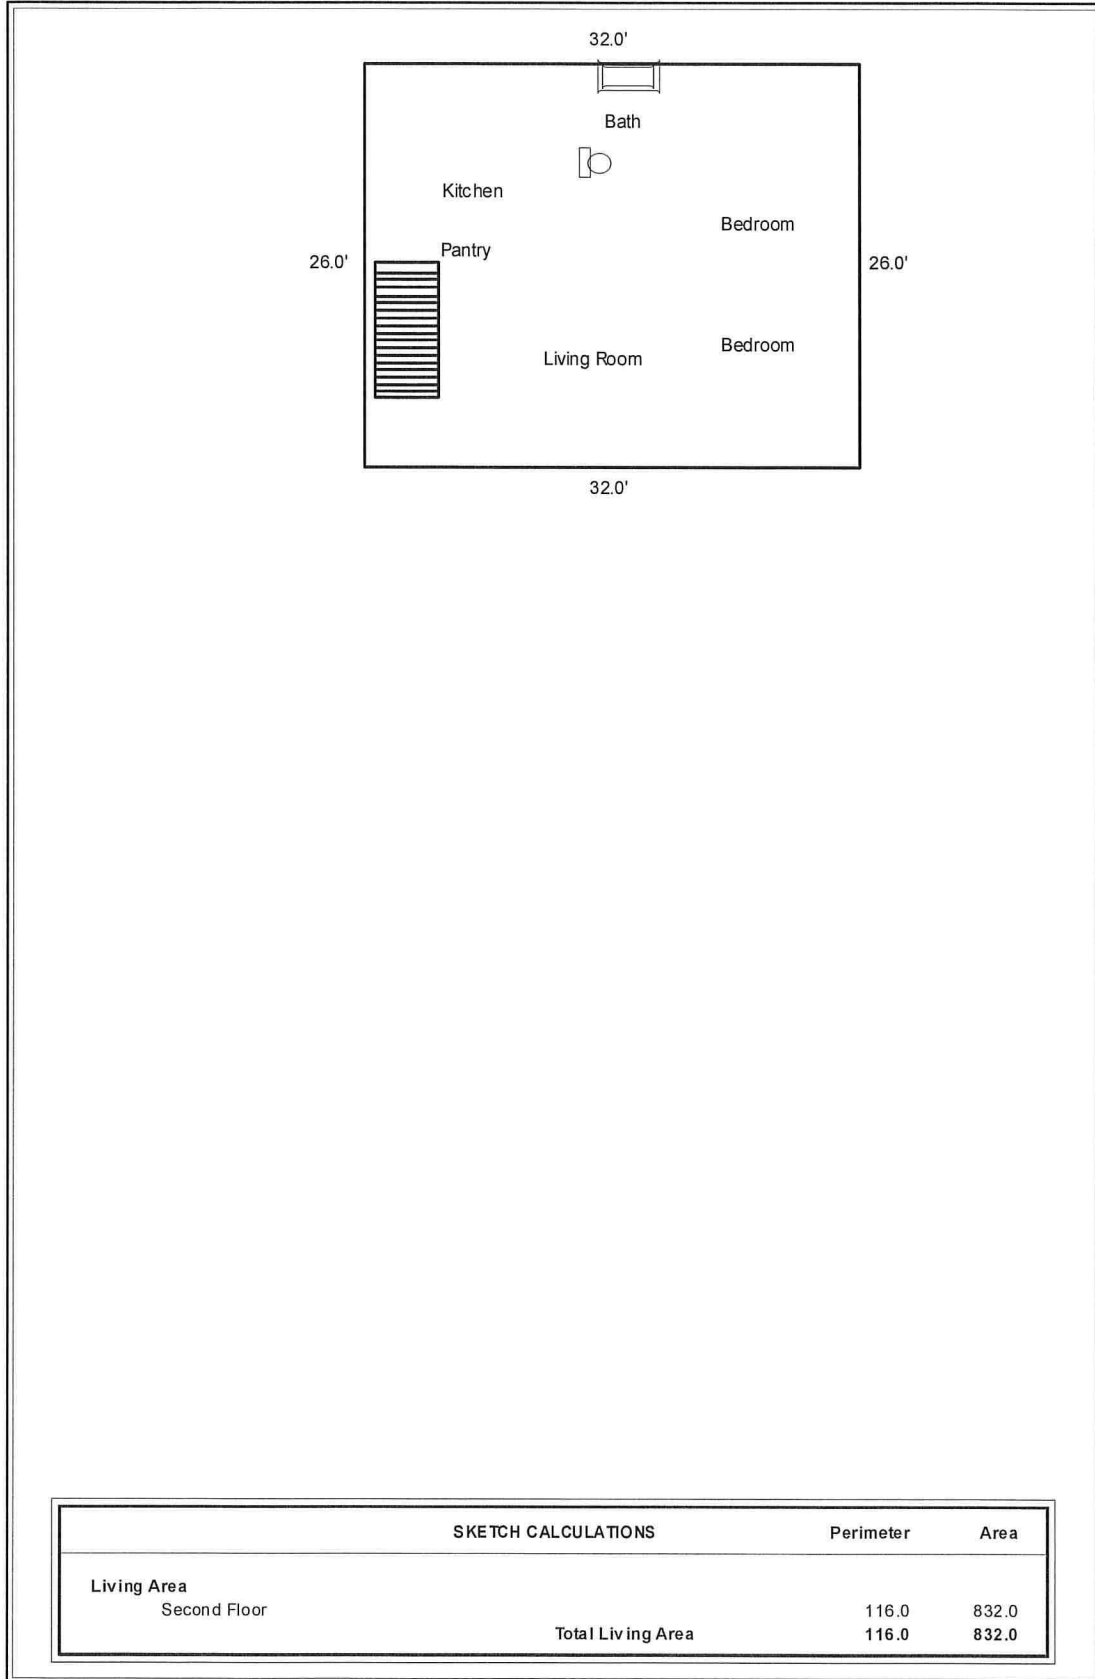 32.0'
Bath
Kitchen
Bedroom
Pantry
26.0'
26.0'
Living Room
Bedroom
32.0'
SKETCH CALCULATIONS Perimeter Area
Living Area
Second Floor 116.0 832.0
Total Living Area 116.0 832.0